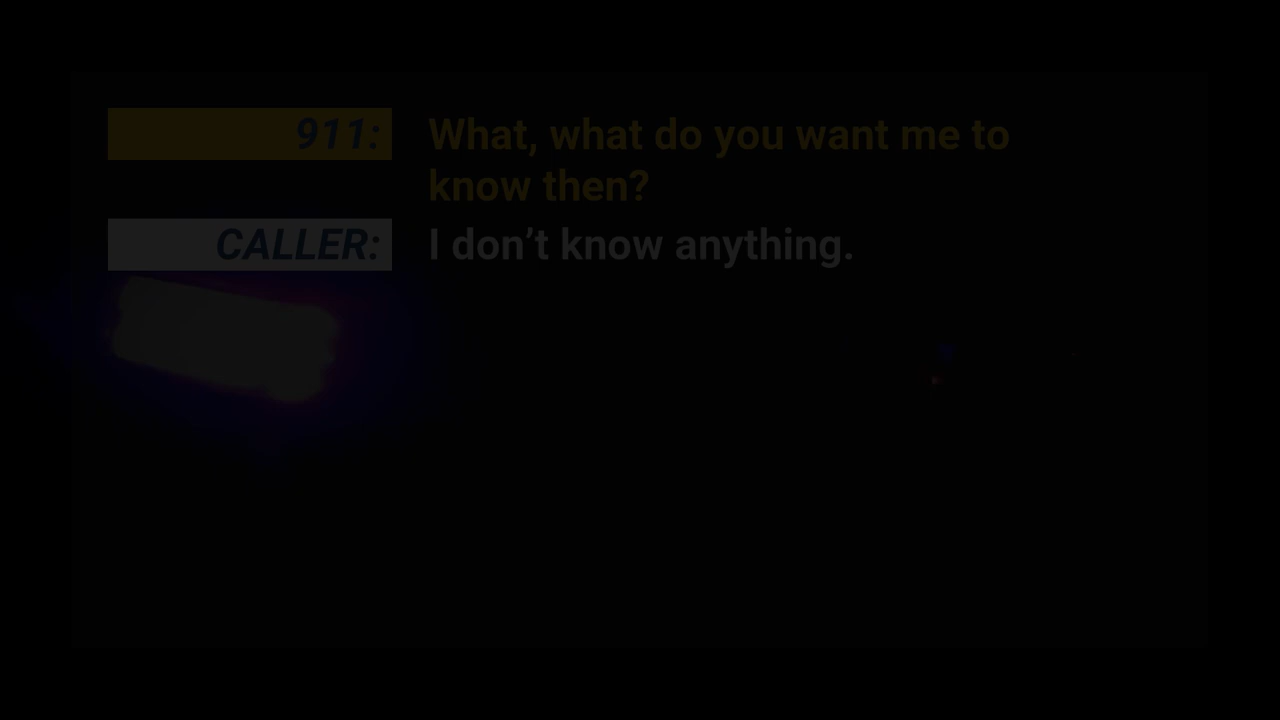 911: What, what do you want me to
know then?
CALLER: I don’t know anything.